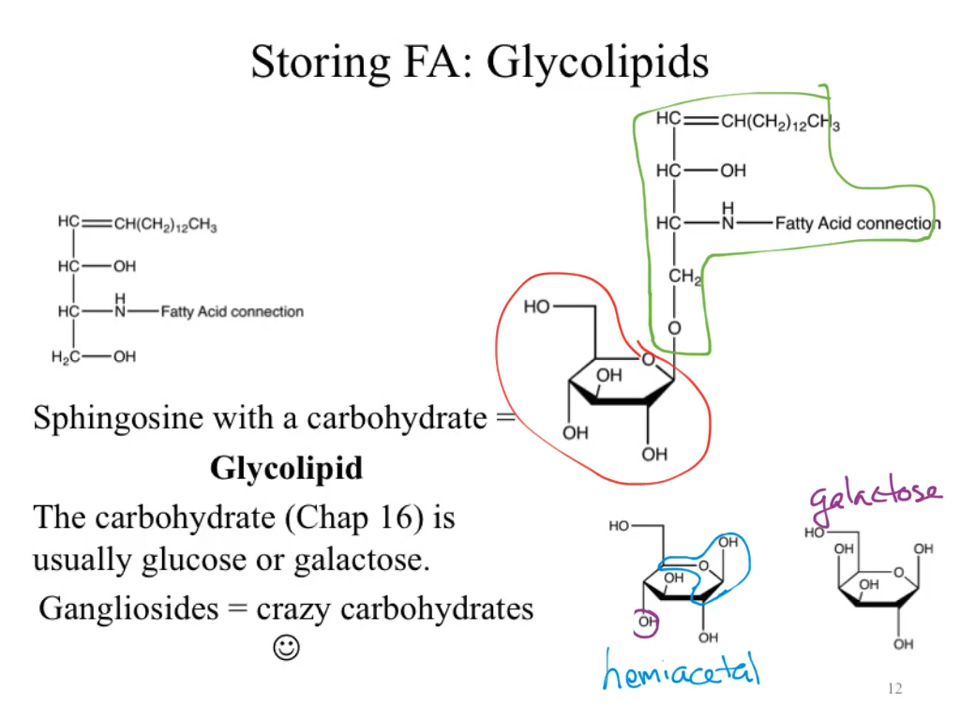 Storing FA: Glycolipids
HC=CH(CH₂)₁₂CH₃
HC—OH
H
HC—N—Fatty Acid connection
CH₂
O
HO
O
OH
OH
OH
HC=CH(CH₂)₁₂CH₃
HC—OH
H
HC—N—Fatty Acid connection
H₂C—OH
Sphingosine with a carbohydrate =
Glycolipid
The carbohydrate (Chap 16) is
usually glucose or galactose.
Gangliosides = crazy carbohydrates
☺
HO
OH
O
OH
OH
OH
hemiacetal
galactose
HO
OH
OH
O
OH
OH
12